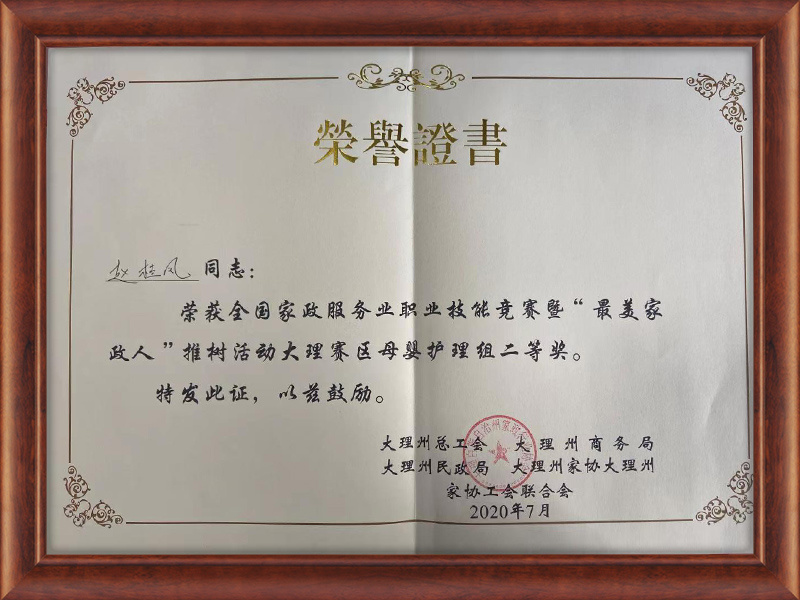 榮譽證書
赵桂凤 同志：
荣获全国家政服务业职业技能竞赛暨“最美家
政人”推树活动大理赛区母婴护理组二等奖。
特发此证，以兹鼓励。
大理州总工会 大理州商务局
大理州民政局 大理州家协大理州
家协工会联合会
2020年7月